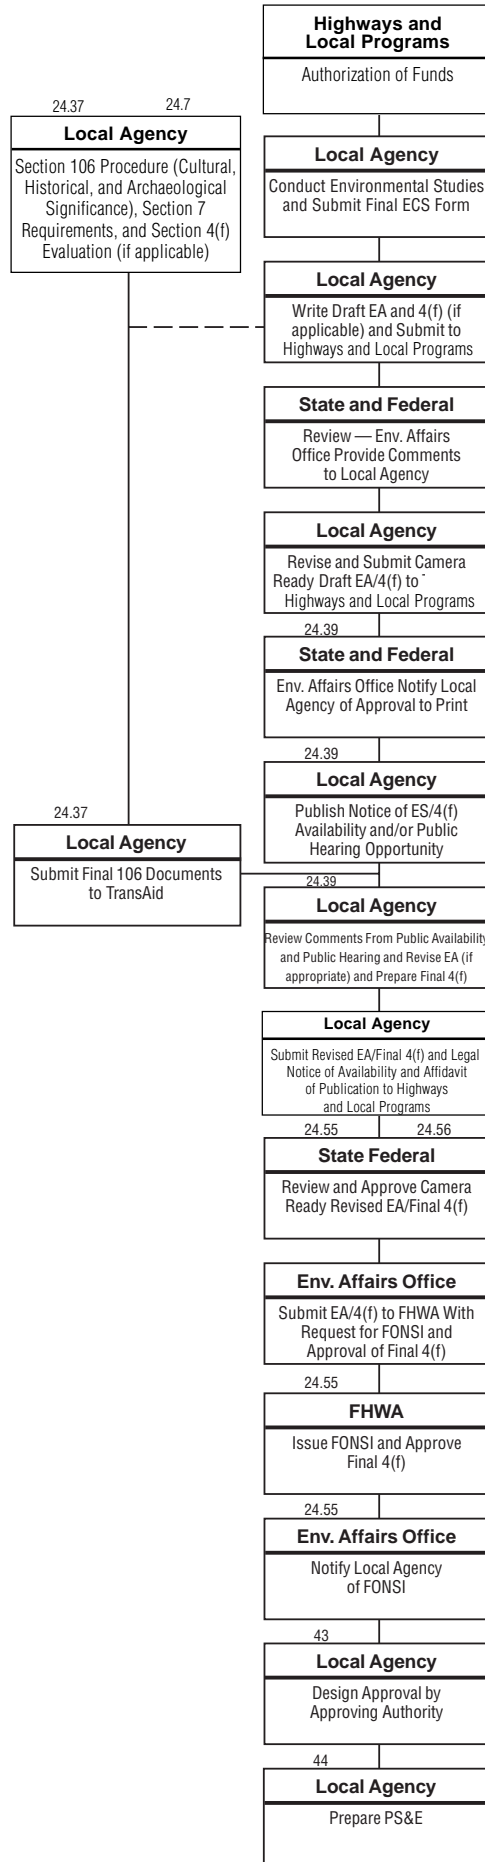 Highways and
Local Programs
Authorization of Funds
24.37 24.7
Local Agency
Section 106 Procedure (Cultural,
Historical, and Archaeological
Significance), Section 7
Requirements, and Section 4(f)
Evaluation (if applicable)
Local Agency
Conduct Environmental Studies
and Submit Final ECS Form
Local Agency
Write Draft EA and 4(f) (if
applicable) and Submit to
Highways and Local Programs
State and Federal
Review — Env. Affairs
Office Provide Comments
to Local Agency
Local Agency
Revise and Submit Camera
Ready Draft EA/4(f) to
Highways and Local Programs
24.39
State and Federal
Env. Affairs Office Notify Local
Agency of Approval to Print
24.39
Local Agency
Publish Notice of ES/4(f)
Availability and/or Public
Hearing Opportunity
24.37
Local Agency
Submit Final 106 Documents
to TransAid
24.39
Local Agency
Review Comments From Public Availability
and Public Hearing and Revise EA (if
appropriate) and Prepare Final 4(f)
Local Agency
Submit Revised EA/Final 4(f) and Legal
Notice of Availability and Affidavit
of Publication to Highways
and Local Programs
24.55 24.56
State Federal
Review and Approve Camera
Ready Revised EA/Final 4(f)
Env. Affairs Office
Submit EA/4(f) to FHWA With
Request for FONSI and
Approval of Final 4(f)
24.55
FHWA
Issue FONSI and Approve
Final 4(f)
24.55
Env. Affairs Office
Notify Local Agency
of FONSI
43
Local Agency
Design Approval by
Approving Authority
44
Local Agency
Prepare PS&E